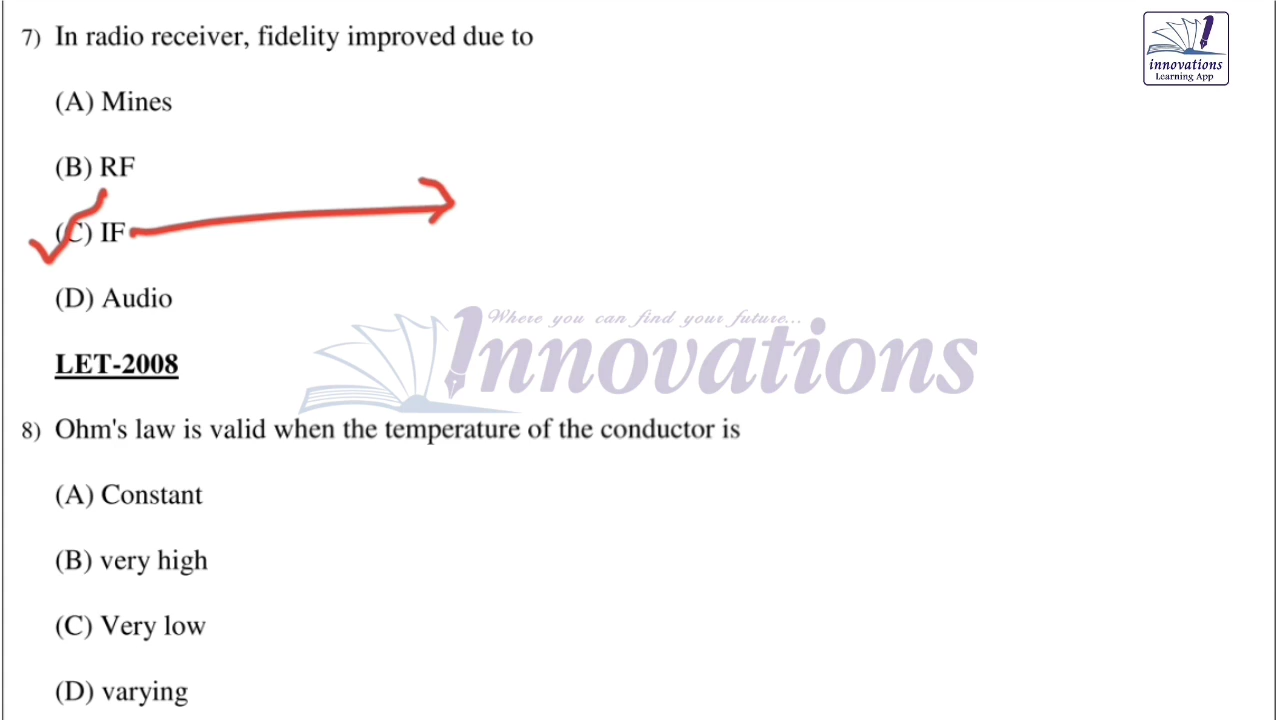 7) In radio receiver, fidelity improved due to
innovations
Learning App
(A) Mines
(B) RF
(C) IF
(D) Audio
Where you can find your future...
Innovations
LET-2008
8) Ohm's law is valid when the temperature of the conductor is
(A) Constant
(B) very high
(C) Very low
(D) varying